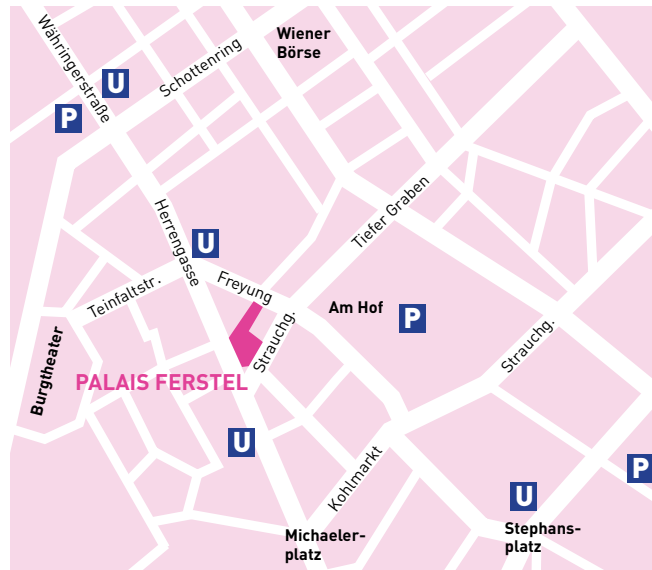 Währingerstraße
Wiener
Börse
Schottenring
U
P
Tiefer Graben
Herrengasse
U
Freyung
Teinfaltstr.
Am Hof
P
Strauchg.
Strauchg.
Burgtheater
PALAIS FERSTEL
U
Kohlmarkt
P
U
Michaeler-
platz
Stephans-
platz